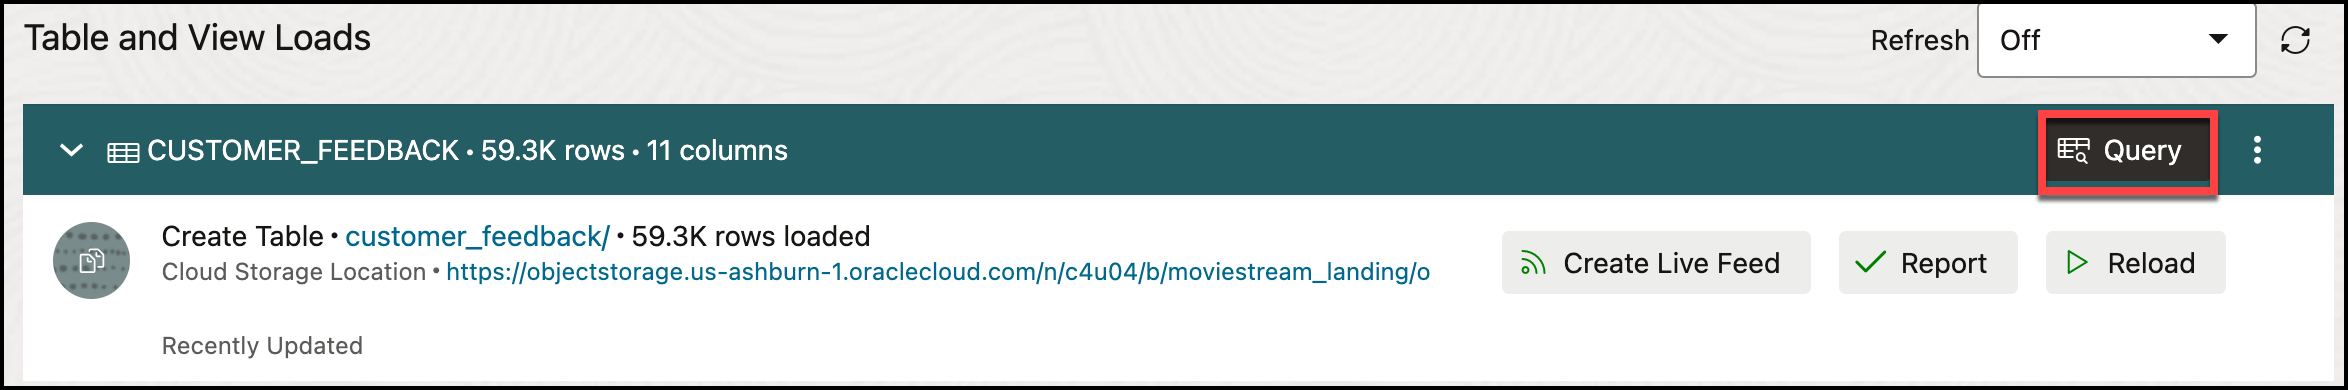 Table and View Loads
Refresh Off
CUSTOMER_FEEDBACK • 59.3K rows • 11 columns
Query
Create Table • customer_feedback/ • 59.3K rows loaded
Cloud Storage Location • https://objectstorage.us-ashburn-1.oraclecloud.com/n/c4u04/b/moviestream_landing/o
Create Live Feed
Report
Reload
Recently Updated